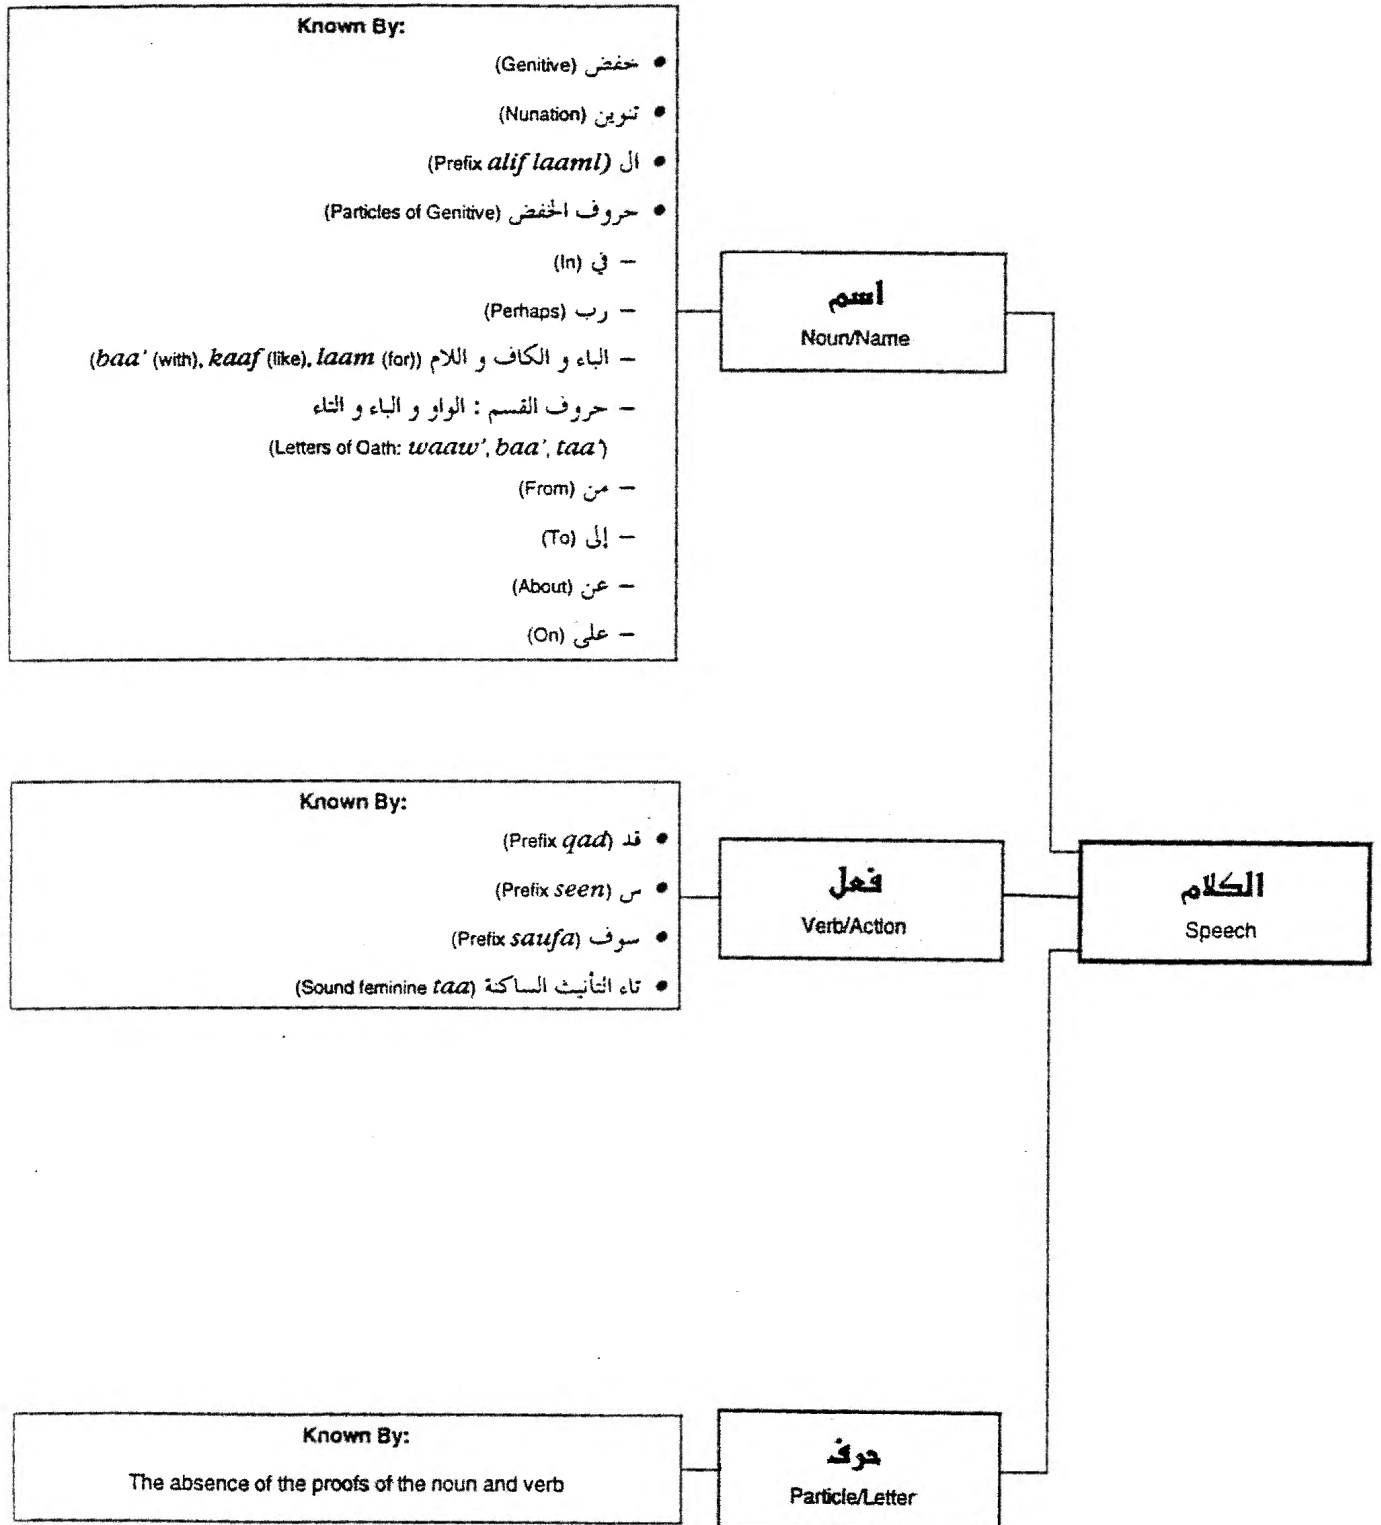 Known By:
• خفض (Genitive)
• تنوين (Nunation)
• ال (Prefix alif laaml)
• حروف الخفض (Particles of Genitive)
– في (In)
– رب (Perhaps)
– الباء و الكاف و اللام (baa' (with), kaaf (like), laam (for))
– حروف القسم : الواو و الباء و التاء
(Letters of Oath: waaw', baa', taa')
– من (From)
– إلى (To)
– عن (About)
– على (On)
اسم
Noun/Name
Known By:
• قد (Prefix qad)
• س (Prefix seen)
• سوف (Prefix saufa)
• تاء التأنيث الساكنة (Sound feminine taa)
فعل
Verb/Action
الكلام
Speech
Known By:
The absence of the proofs of the noun and verb
حرف
Particle/Letter